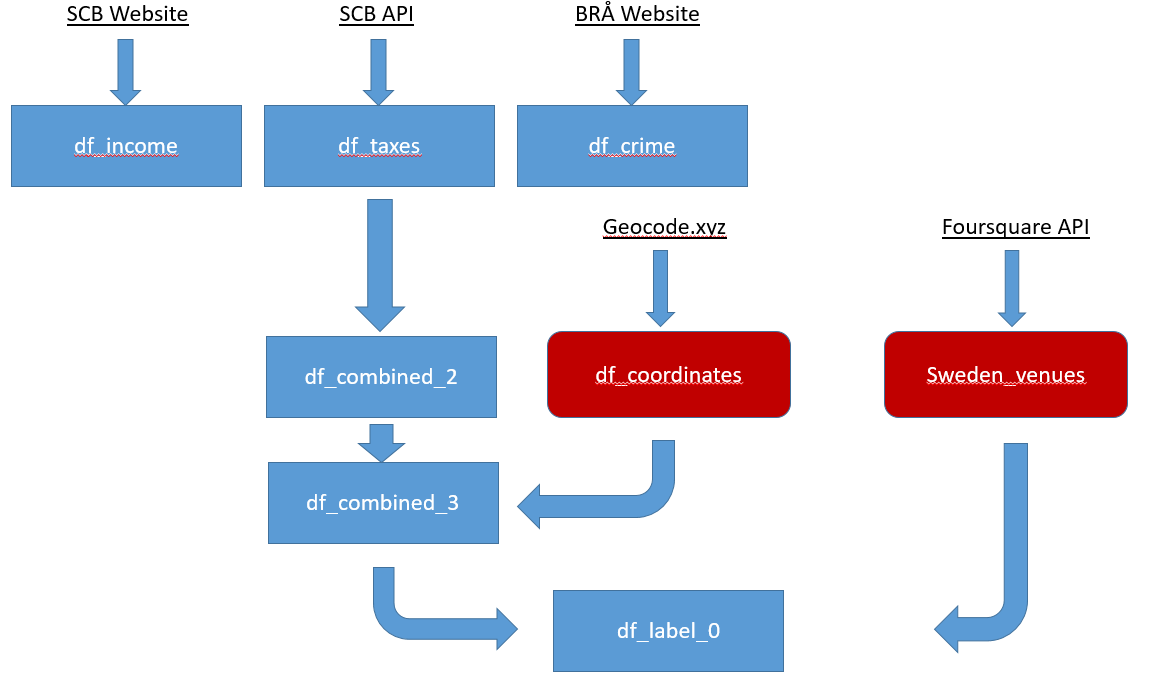 SCB Website
SCB API
BRÅ Website
df_income
df_taxes
df_crime
Geocode.xyz
Foursquare API
df_combined_2
df_coordinates
Sweden_venues
df_combined_3
df_label_0